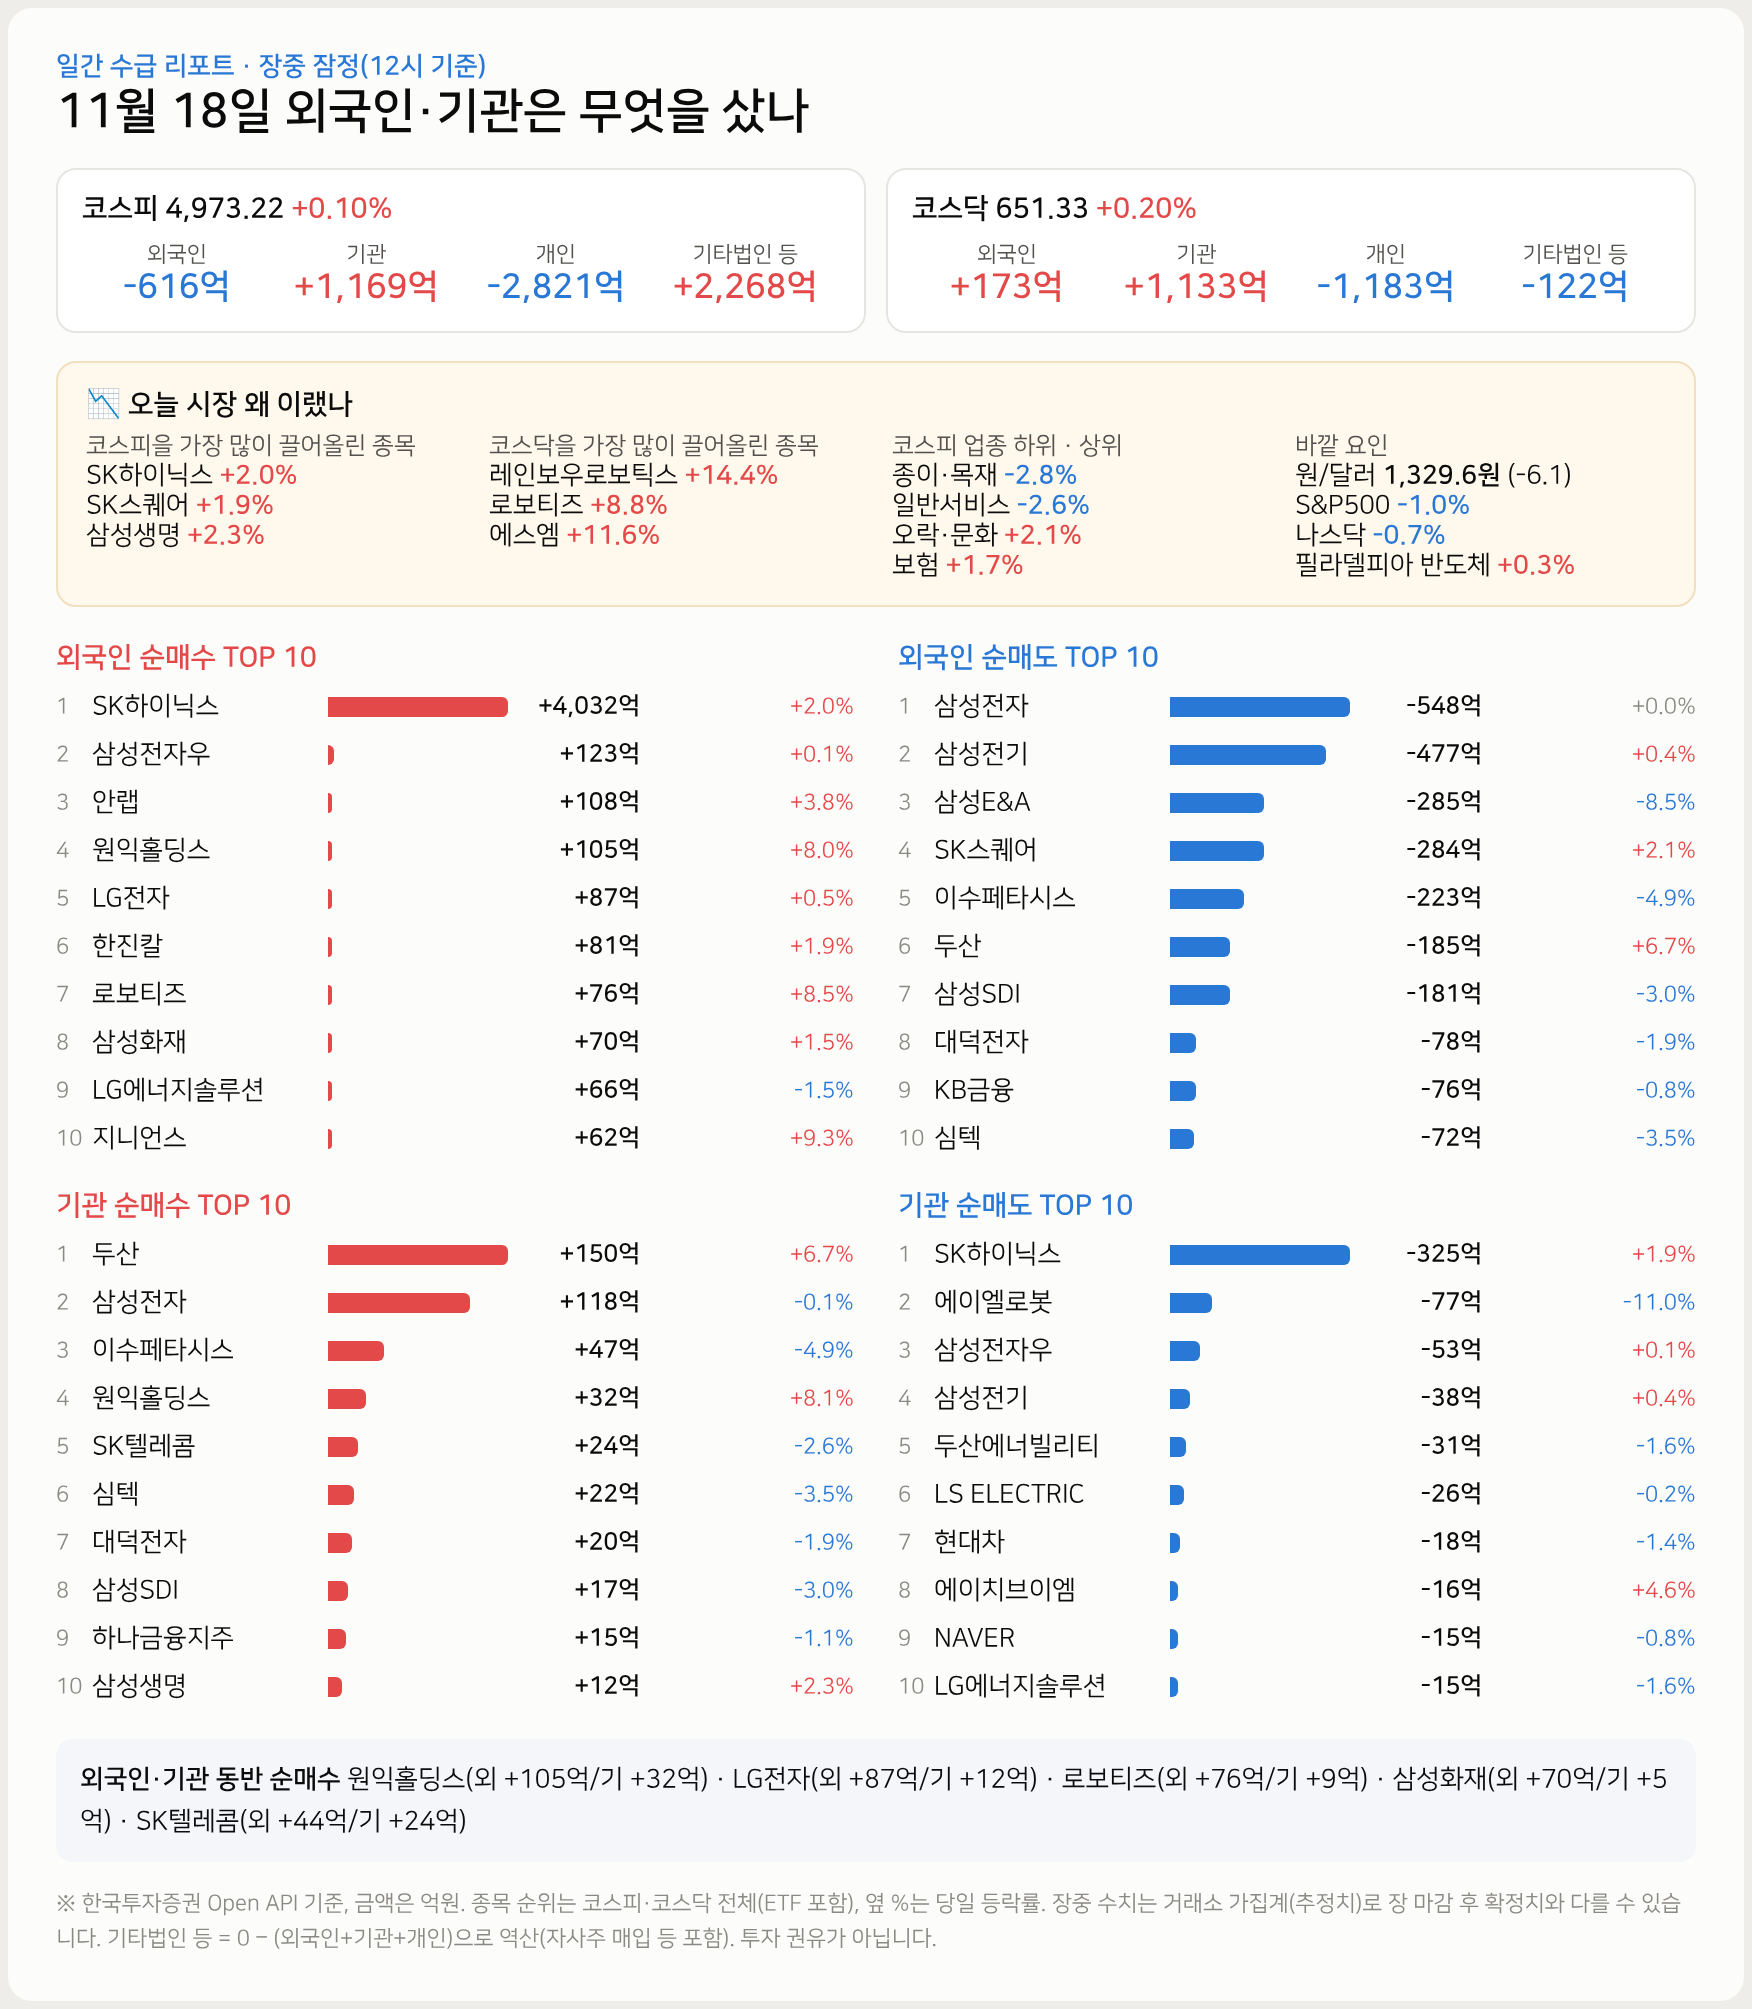 일간 수급 리포트 · 장중 잠정(12시 기준)
11월 18일 외국인·기관은 무엇을 샀나
코스피 4,973.22 +0.10%
외국인 기관 개인 기타법인 등
-616억 +1,169억 -2,821억 +2,268억
코스닥 651.33 +0.20%
외국인 기관 개인 기타법인 등
+173억 +1,133억 -1,183억 -122억
오늘 시장 왜 이랬나
코스피을 가장 많이 끌어올린 종목
SK하이닉스 +2.0%
SK스퀘어 +1.9%
삼성생명 +2.3%
코스닥을 가장 많이 끌어올린 종목
레인보우로보틱스 +14.4%
로보티즈 +8.8%
에스엠 +11.6%
코스피 업종 하위 · 상위
종이·목재 -2.8%
일반서비스 -2.6%
오락·문화 +2.1%
보험 +1.7%
바깥 요인
원/달러 1,329.6원 (-6.1)
S&P500 -1.0%
나스닥 -0.7%
필라델피아 반도체 +0.3%
외국인 순매수 TOP 10
1 SK하이닉스 +4,032억 +2.0%
2 삼성전자우 +123억 +0.1%
3 안랩 +108억 +3.8%
4 원익홀딩스 +105억 +8.0%
5 LG전자 +87억 +0.5%
6 한진칼 +81억 +1.9%
7 로보티즈 +76억 +8.5%
8 삼성화재 +70억 +1.5%
9 LG에너지솔루션 +66억 -1.5%
10 지니언스 +62억 +9.3%
외국인 순매도 TOP 10
1 삼성전자 -548억 +0.0%
2 삼성전기 -477억 +0.4%
3 삼성E&A -285억 -8.5%
4 SK스퀘어 -284억 +2.1%
5 이수페타시스 -223억 -4.9%
6 두산 -185억 +6.7%
7 삼성SDI -181억 -3.0%
8 대덕전자 -78억 -1.9%
9 KB금융 -76억 -0.8%
10 심텍 -72억 -3.5%
기관 순매수 TOP 10
1 두산 +150억 +6.7%
2 삼성전자 +118억 -0.1%
3 이수페타시스 +47억 -4.9%
4 원익홀딩스 +32억 +8.1%
5 SK텔레콤 +24억 -2.6%
6 심텍 +22억 -3.5%
7 대덕전자 +20억 -1.9%
8 삼성SDI +17억 -3.0%
9 하나금융지주 +15억 -1.1%
10 삼성생명 +12억 +2.3%
기관 순매도 TOP 10
1 SK하이닉스 -325억 +1.9%
2 에이엘로봇 -77억 -11.0%
3 삼성전자우 -53억 +0.1%
4 삼성전기 -38억 +0.4%
5 두산에너빌리티 -31억 -1.6%
6 LS ELECTRIC -26억 -0.2%
7 현대차 -18억 -1.4%
8 에이치브이엠 -16억 +4.6%
9 NAVER -15억 -0.8%
10 LG에너지솔루션 -15억 -1.6%
외국인·기관 동반 순매수 원익홀딩스(외 +105억/기 +32억) · LG전자(외 +87억/기 +12억) · 로보티즈(외 +76억/기 +9억) · 삼성화재(외 +70억/기 +5
억) · SK텔레콤(외 +44억/기 +24억)
※ 한국투자증권 Open API 기준, 금액은 억원. 종목 순위는 코스피·코스닥 전체(ETF 포함), 옆 %는 당일 등락률. 장중 수치는 거래소 가집계(추정치)로 장 마감 후 확정치와 다를 수 있습
니다. 기타법인 등 = 0 − (외국인+기관+개인)으로 역산(자사주 매입 등 포함). 투자 권유가 아닙니다.